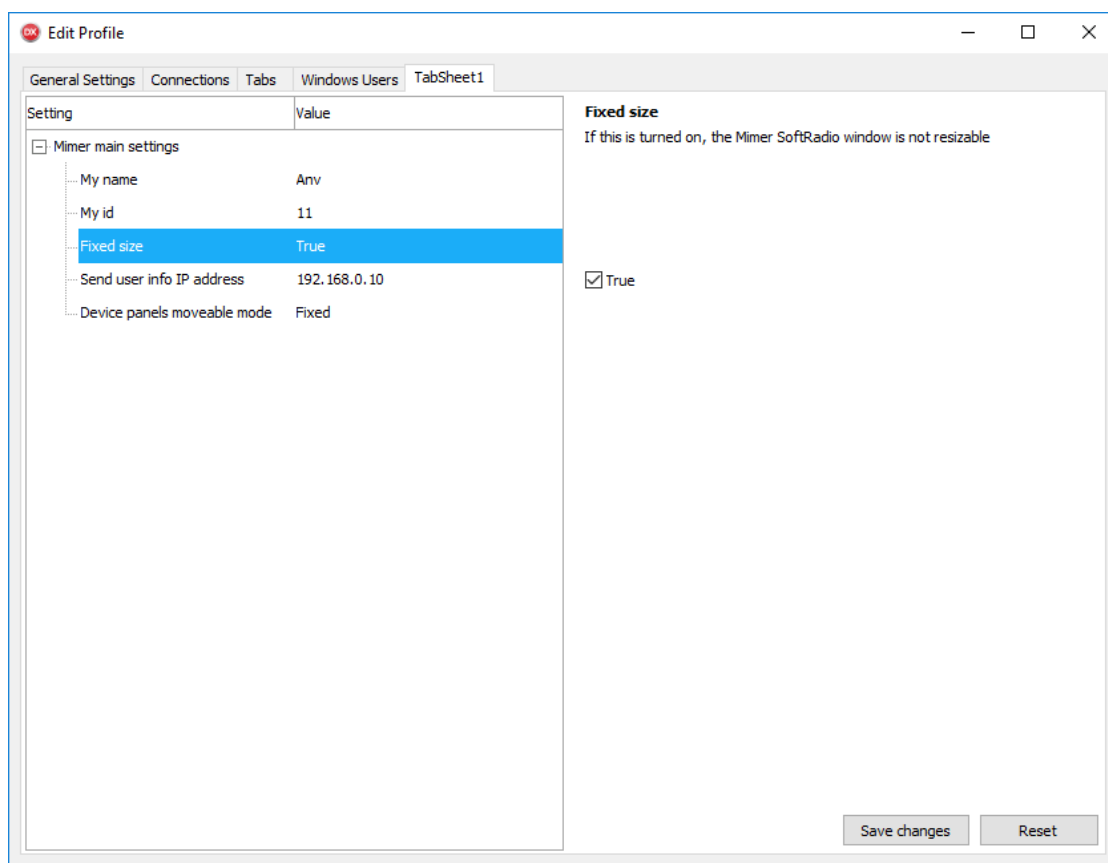 DX Edit Profile
General Settings Connections Tabs Windows Users TabSheet1
Setting Value
Mimer main settings
My name Anv
My id 11
Fixed size True
Send user info IP address 192.168.0.10
Device panels moveable mode Fixed
Fixed size
If this is turned on, the Mimer SoftRadio window is not resizable
True
Save changes Reset